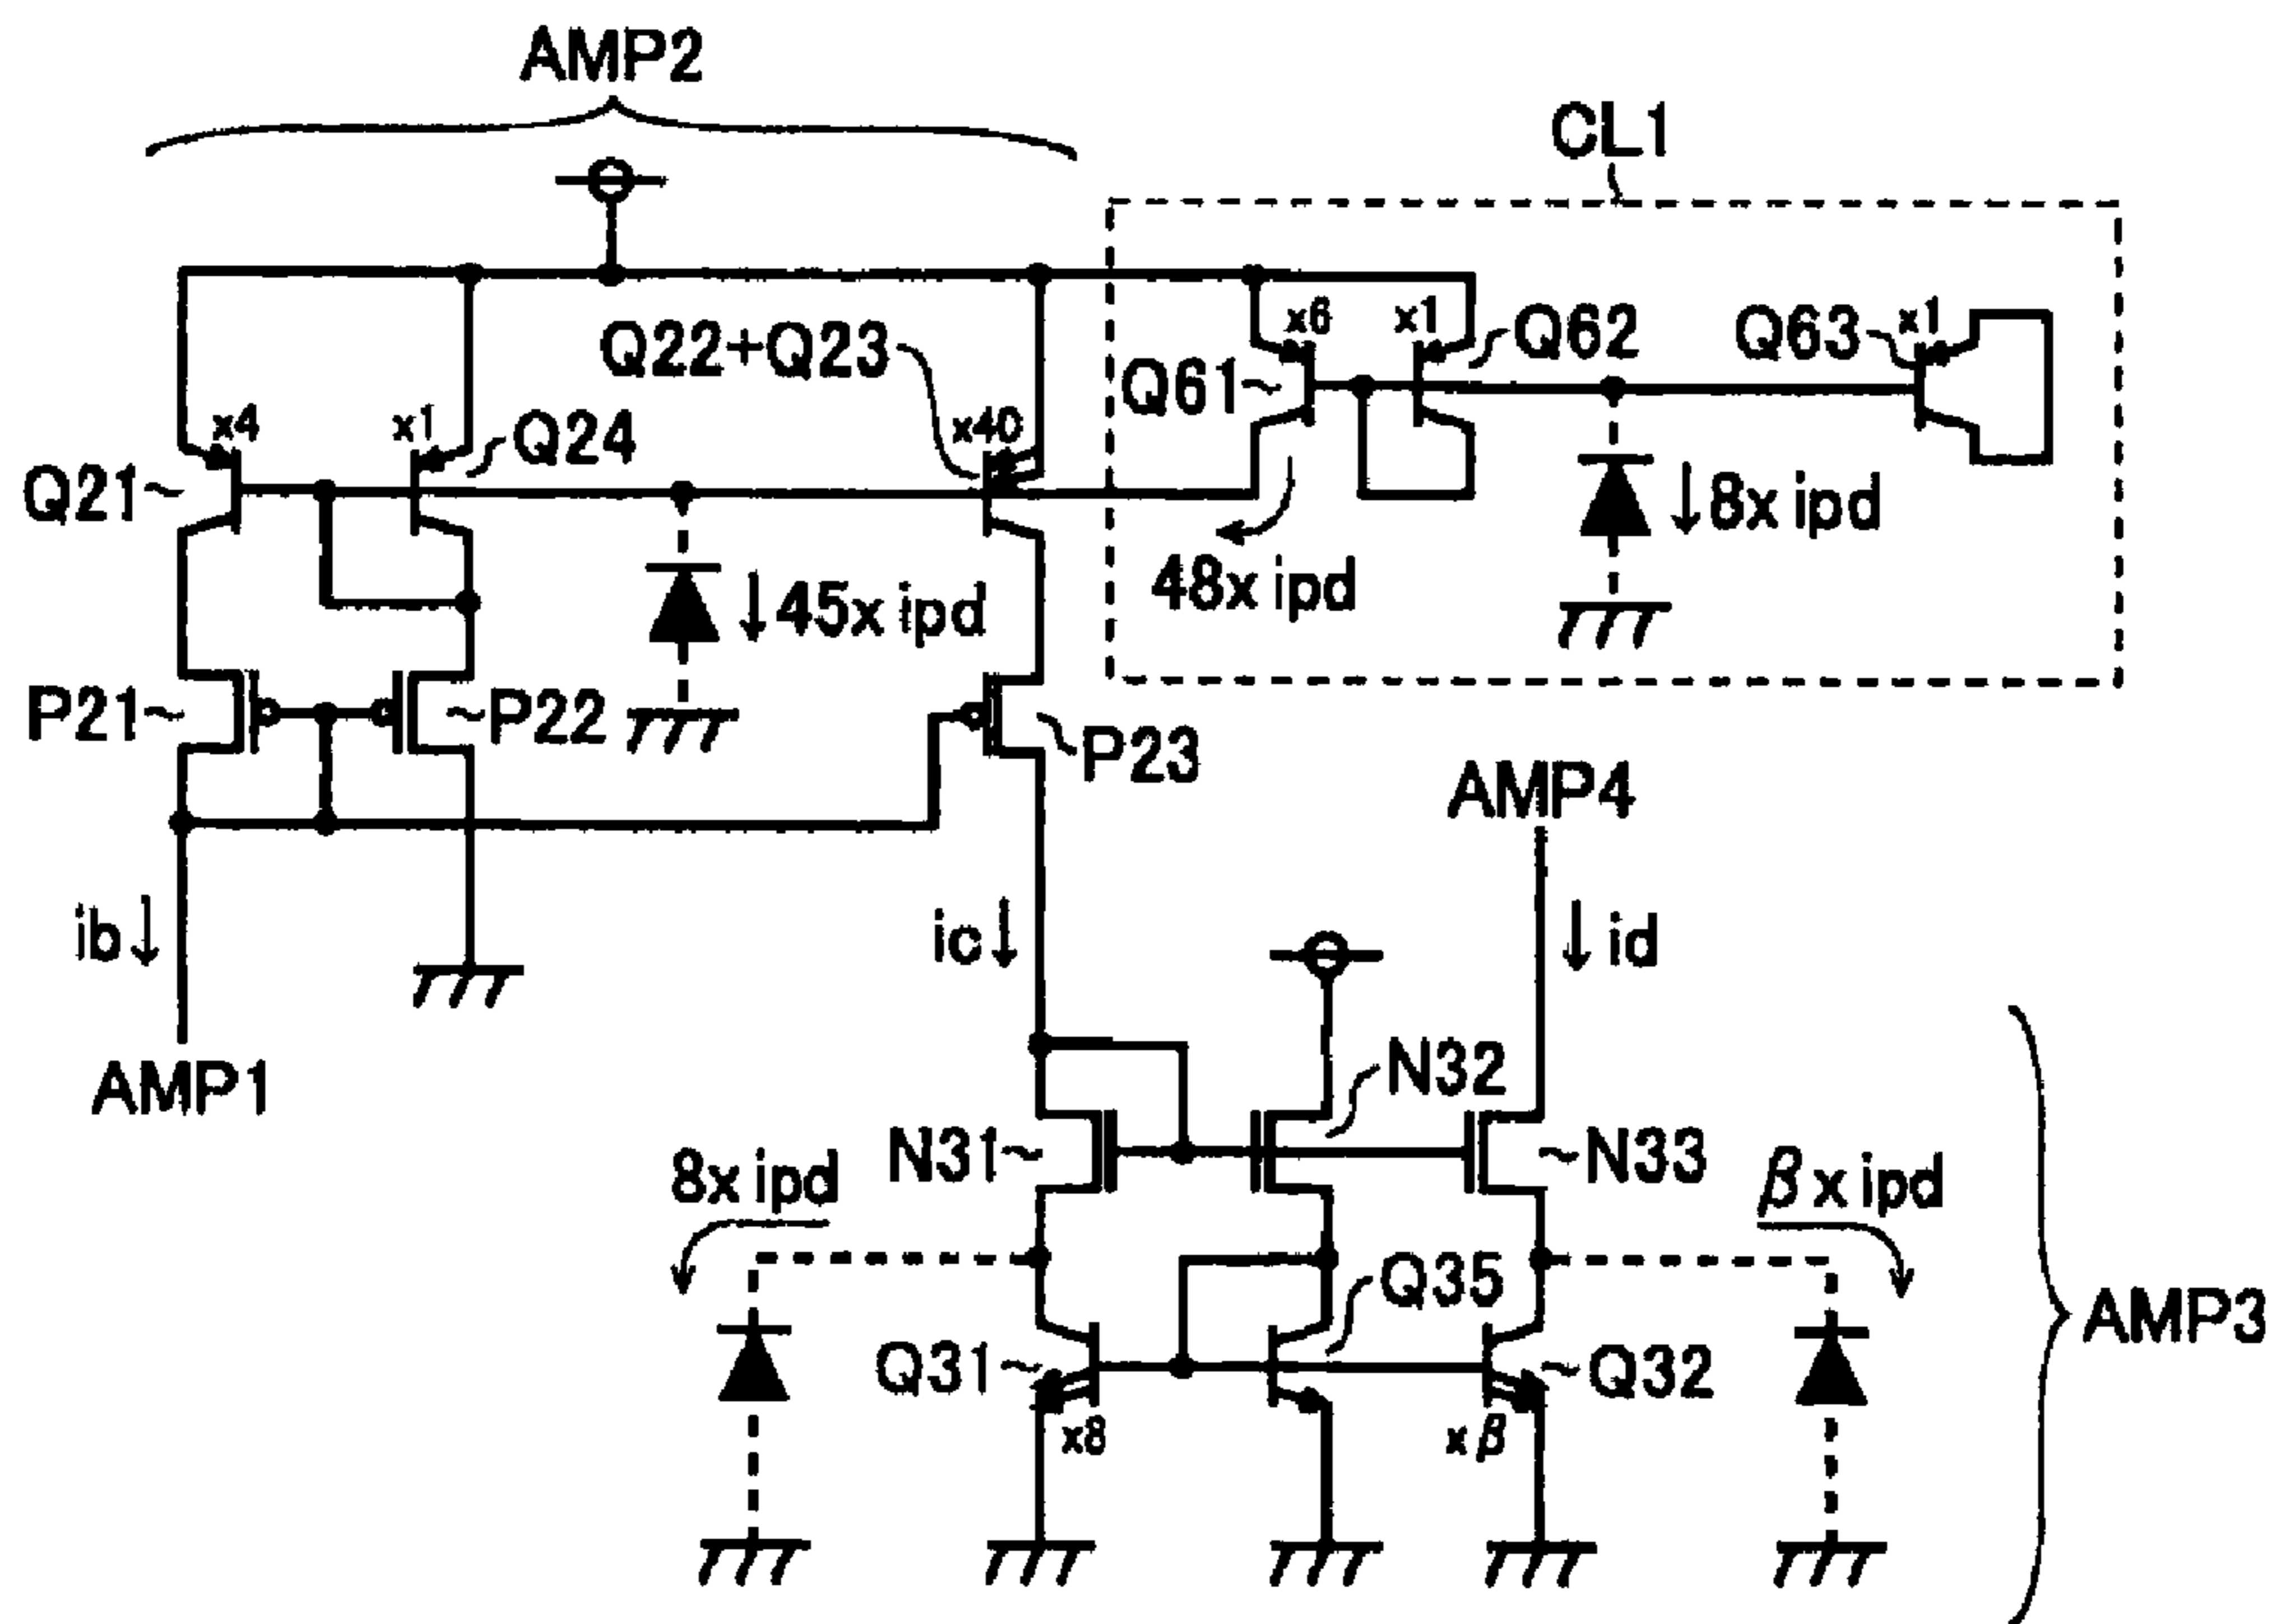 AMP2
CL1
x6
x1
Q62
Q63
x1
Q22+Q23
Q61
x4
x1
Q24
x40
Q21
8x ipd
48x ipd
45x ipd
P21
P22
P23
AMP4
ib
ic
id
AMP1
N32
N31
N33
8x ipd
βx ipd
Q35
AMP3
Q31
Q32
x8
xβ